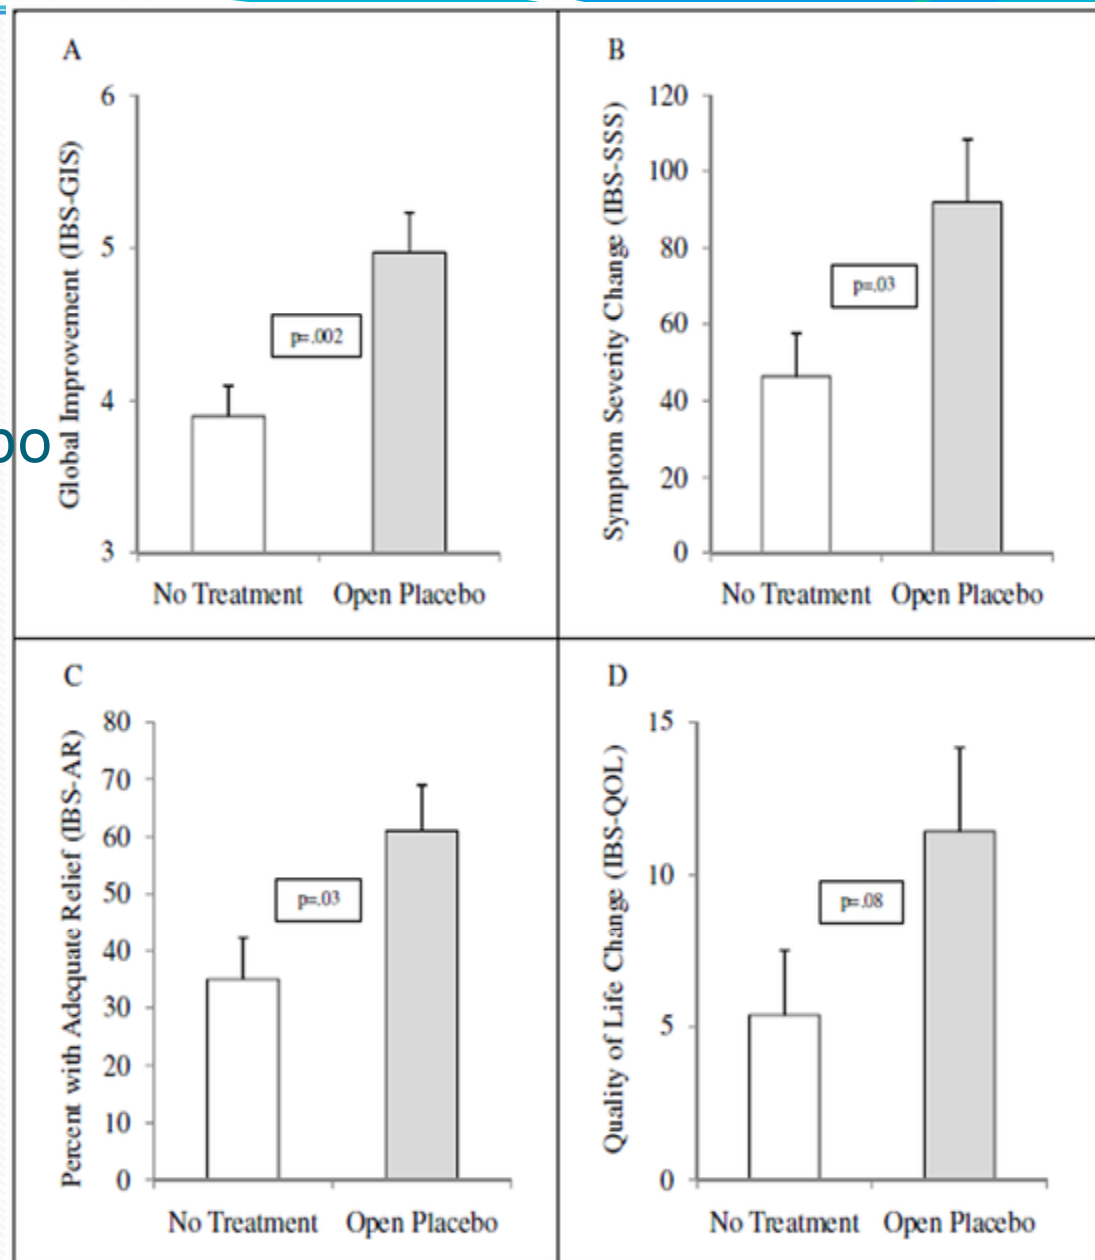 A
Global Improvement (IBS-GIS)
6
5
4
3
p=.002
No Treatment Open Placebo
B
Symptom Severity Change (IBS-SSS)
120
100
80
60
40
20
0
p=.03
No Treatment Open Placebo
C
Percent with Adequate Relief (IBS-AR)
80
70
60
50
40
30
20
10
0
p=.03
No Treatment Open Placebo
D
Quality of Life Change (IBS-QOL)
15
10
5
0
p=.08
No Treatment Open Placebo